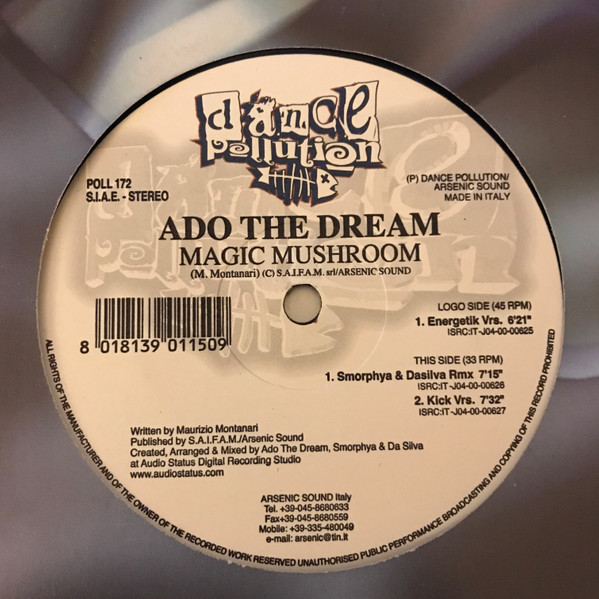 dance
pollution
POLL 172
S.I.A.E. - STEREO
(P) DANCE POLLUTION/
ARSENIC SOUND
MADE IN ITALY
ADO THE DREAM
MAGIC MUSHROOM
(M. Montanari) (C) S.A.I.F.A.M. srl/ARSENIC SOUND
8 018139 011509
LOGO SIDE (45 RPM)
1. Energetik Vrs. 6'21"
ISRC:IT-J04-00-00625
THIS SIDE (33 RPM)
1. Smorphya & Dasilva Rmx 7'15"
ISRC:IT-J04-00-00626
2. Kick Vrs. 7'32"
ISRC:IT-J04-00-00627
Written by Maurizio Montanari
Published by S.A.I.F.A.M./Arsenic Sound
Created, Arranged & Mixed by Ado The Dream, Smorphya & Da Silva
at Audio Status Digital Recording Studio
www.audiostatus.com
ARSENIC SOUND Italy
Tel. +39-045-8680633
Fax+39-045-8680559
Mobile: +39-335-480049
e-mail: arsenic@tin.it
ALL RIGHTS OF THE MANUFACTURER AND OF THE OWNER OF THE RECORDED WORK RESERVED UNAUTHORISED PUBLIC PERFORMANCE BROADCASTING AND COPYING OF THIS RECORD PROHIBITED